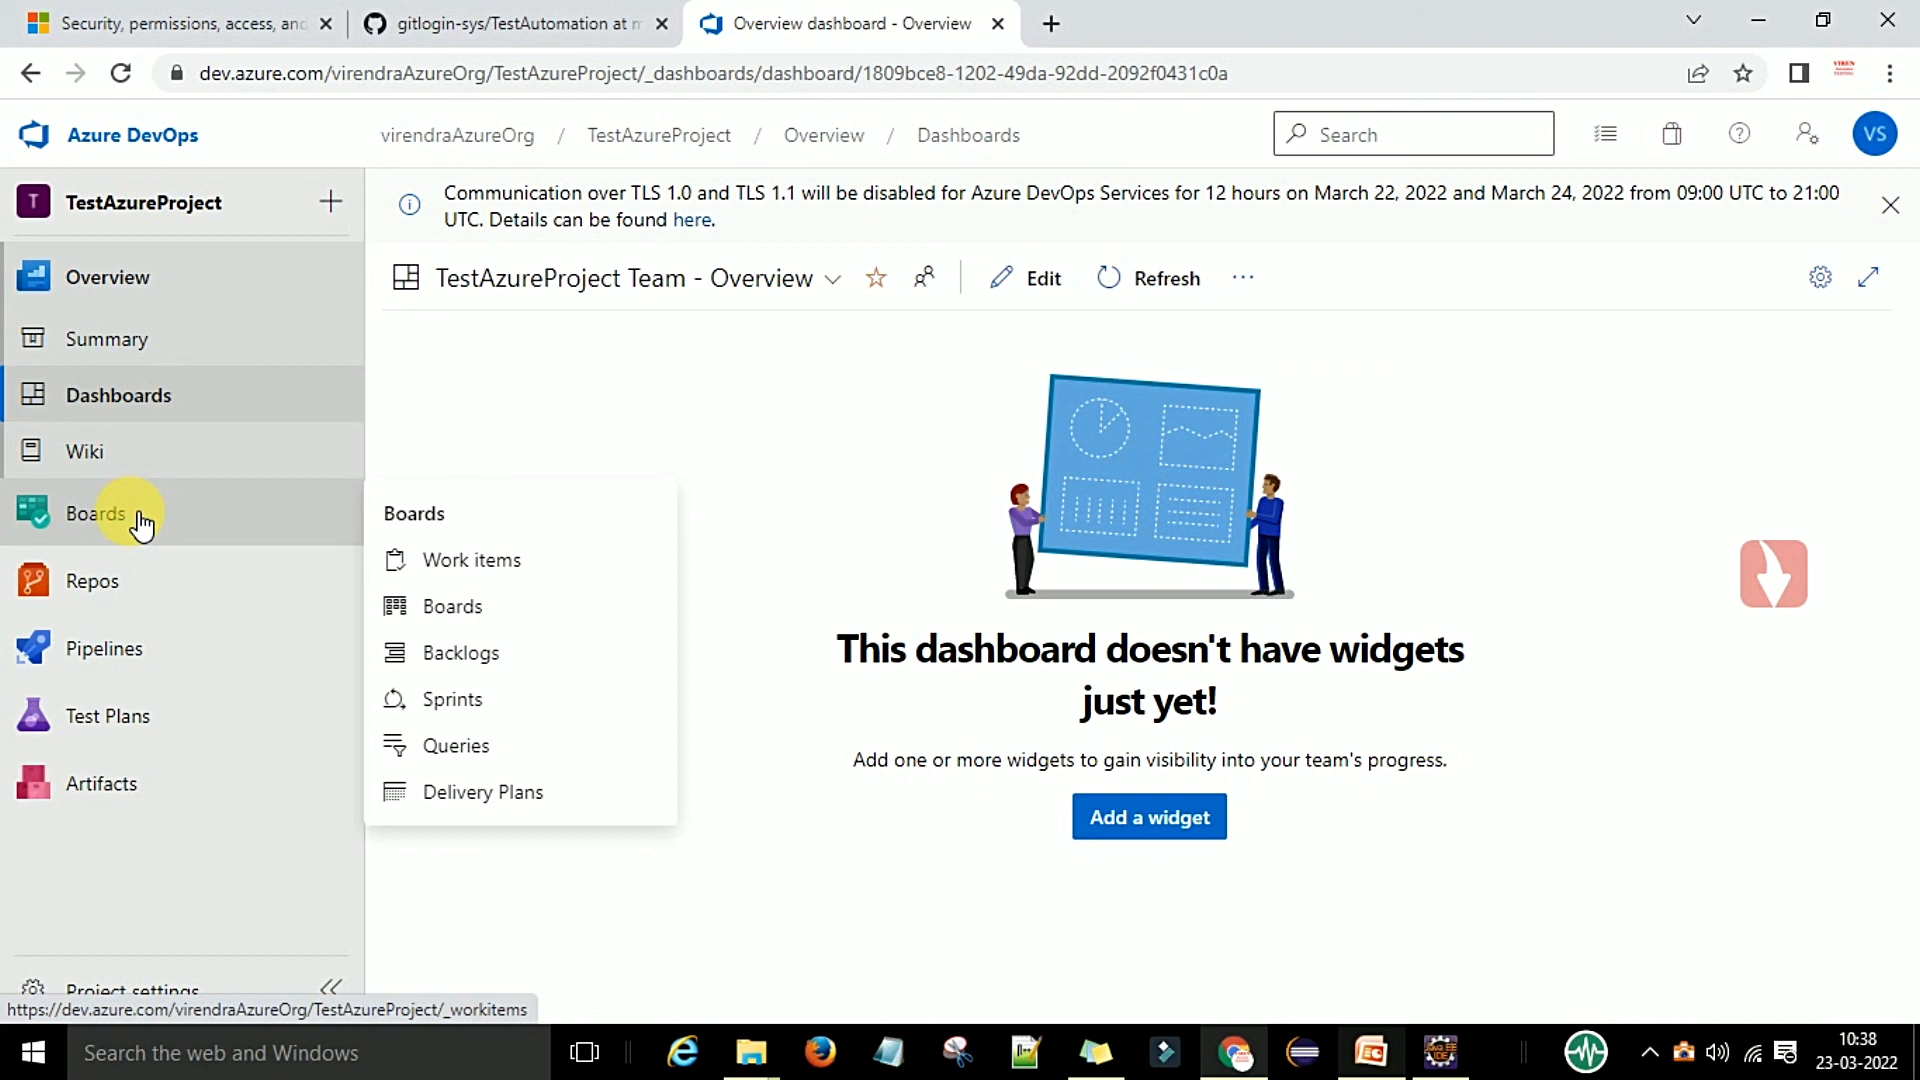 Security, permissions, access, and
gitlogin-sys/TestAutomation at m
Overview dashboard - Overview
dev.azure.com/virendraAzureOrg/TestAzureProject/_dashboards/dashboard/1809bce8-1202-49da-92dd-2092f0431c0a
Azure DevOps
virendraAzureOrg / TestAzureProject / Overview / Dashboards
Search
VS
T TestAzureProject
Communication over TLS 1.0 and TLS 1.1 will be disabled for Azure DevOps Services for 12 hours on March 22, 2022 and March 24, 2022 from 09:00 UTC to 21:00
UTC. Details can be found here.
TestAzureProject Team - Overview
Edit
Refresh
Overview
Summary
Dashboards
Wiki
Boards
Repos
Pipelines
Test Plans
Artifacts
Project settings
Boards
Work items
Boards
Backlogs
Sprints
Queries
Delivery Plans
This dashboard doesn't have widgets
just yet!
Add one or more widgets to gain visibility into your team's progress.
Add a widget
https://dev.azure.com/virendraAzureOrg/TestAzureProject/_workitems
Search the web and Windows
10:38
23-03-2022